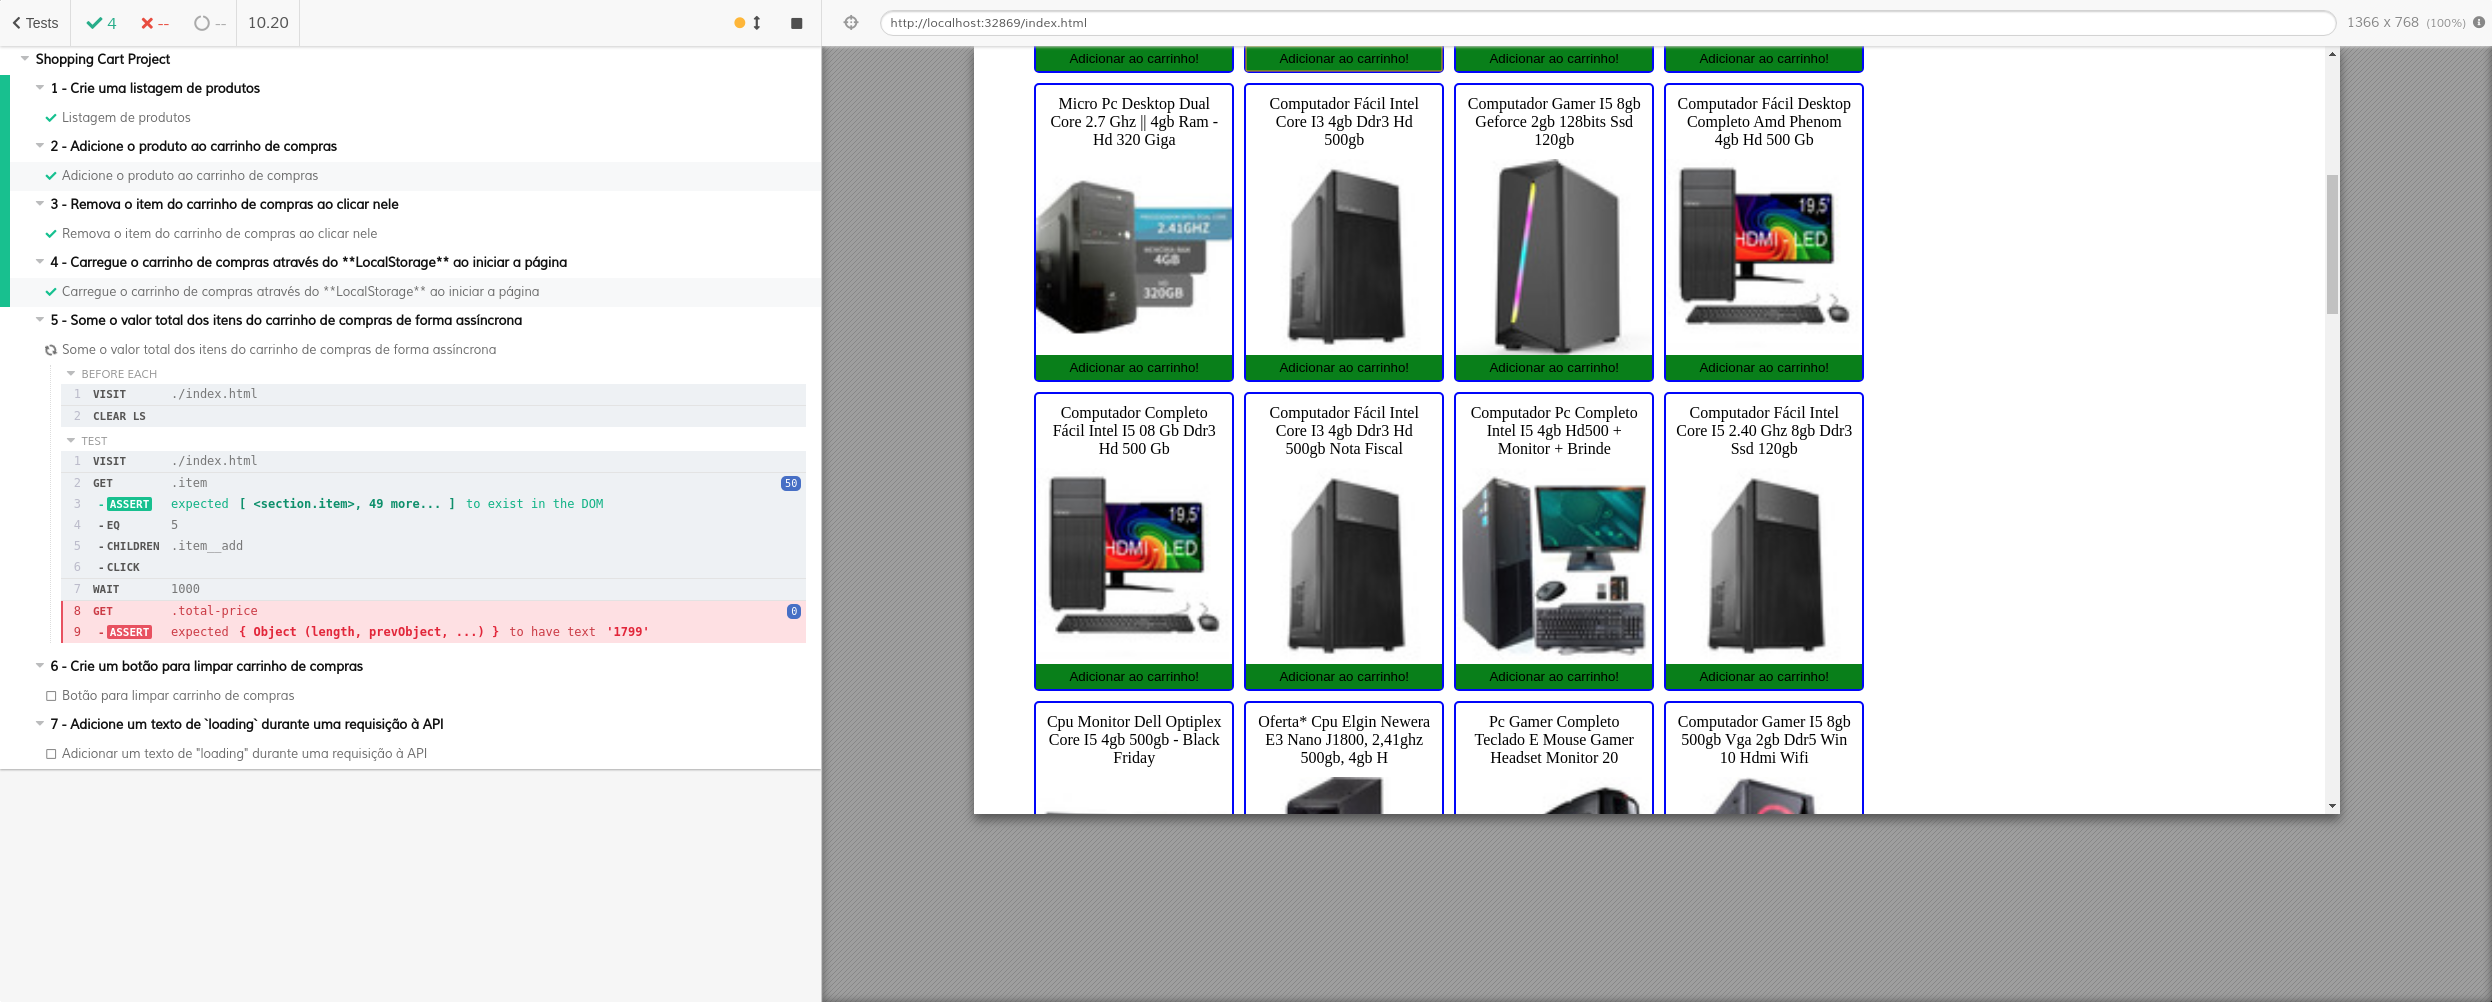 Tests
4
--
--
10.20
http://localhost:32869/index.html
1366 x 768 (100%)
Shopping Cart Project
1 - Crie uma listagem de produtos
Listagem de produtos
2 - Adicione o produto ao carrinho de compras
Adicione o produto ao carrinho de compras
3 - Remova o item do carrinho de compras ao clicar nele
Remova o item do carrinho de compras ao clicar nele
4 - Carregue o carrinho de compras através do **LocalStorage** ao iniciar a página
Carregue o carrinho de compras através do **LocalStorage** ao iniciar a página
5 - Some o valor total dos itens do carrinho de compras de forma assíncrona
Some o valor total dos itens do carrinho de compras de forma assíncrona
BEFORE EACH
1 VISIT ./index.html
2 CLEAR LS
TEST
1 VISIT ./index.html
2 GET .item 50
3 - ASSERT expected [ <section.item>, 49 more... ] to exist in the DOM
4 - EQ 5
5 - CHILDREN .item__add
6 - CLICK
7 WAIT 1000
8 GET .total-price 0
9 - ASSERT expected { Object (length, prevObject, ...) } to have text '1799'
6 - Crie um botão para limpar carrinho de compras
Botão para limpar carrinho de compras
7 - Adicione um texto de `loading` durante uma requisição à API
Adicionar um texto de "loading" durante uma requisição à API
Adicionar ao carrinho!
Adicionar ao carrinho!
Adicionar ao carrinho!
Adicionar ao carrinho!
Micro Pc Desktop Dual
Core 2.7 Ghz || 4gb Ram -
Hd 320 Giga
2.41GHZ
MEMÓRIA RAM
4GB
HD
320GB
Adicionar ao carrinho!
Computador Fácil Intel
Core I3 4gb Ddr3 Hd
500gb
Adicionar ao carrinho!
Computador Gamer I5 8gb
Geforce 2gb 128bits Ssd
120gb
Adicionar ao carrinho!
Computador Fácil Desktop
Completo Amd Phenom
4gb Hd 500 Gb
19,5"
HDMI - LED
Adicionar ao carrinho!
Computador Completo
Fácil Intel I5 08 Gb Ddr3
Hd 500 Gb
19,5"
HDMI - LED
Adicionar ao carrinho!
Computador Fácil Intel
Core I3 4gb Ddr3 Hd
500gb Nota Fiscal
Adicionar ao carrinho!
Computador Pc Completo
Intel I5 4gb Hd500 +
Monitor + Brinde
Adicionar ao carrinho!
Computador Fácil Intel
Core I5 2.40 Ghz 8gb Ddr3
Ssd 120gb
Adicionar ao carrinho!
Cpu Monitor Dell Optiplex
Core I5 4gb 500gb - Black
Friday
Oferta* Cpu Elgin Newera
E3 Nano J1800, 2,41ghz
500gb, 4gb H
Pc Gamer Completo
Teclado E Mouse Gamer
Headset Monitor 20
Computador Gamer I5 8gb
500gb Vga 2gb Ddr5 Win
10 Hdmi Wifi